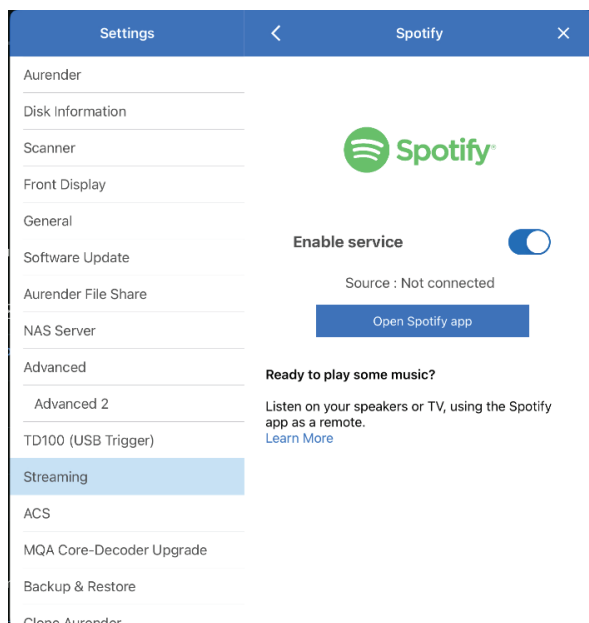 Settings
Aurender
Disk Information
Scanner
Front Display
General
Software Update
Aurender File Share
NAS Server
Advanced
Advanced 2
TD100 (USB Trigger)
Streaming
ACS
MQA Core-Decoder Upgrade
Backup & Restore
Clone Aurender
Spotify
Spotify®
Enable service
Source : Not connected
Open Spotify app
Ready to play some music?
Listen on your speakers or TV, using the Spotify
app as a remote.
Learn More